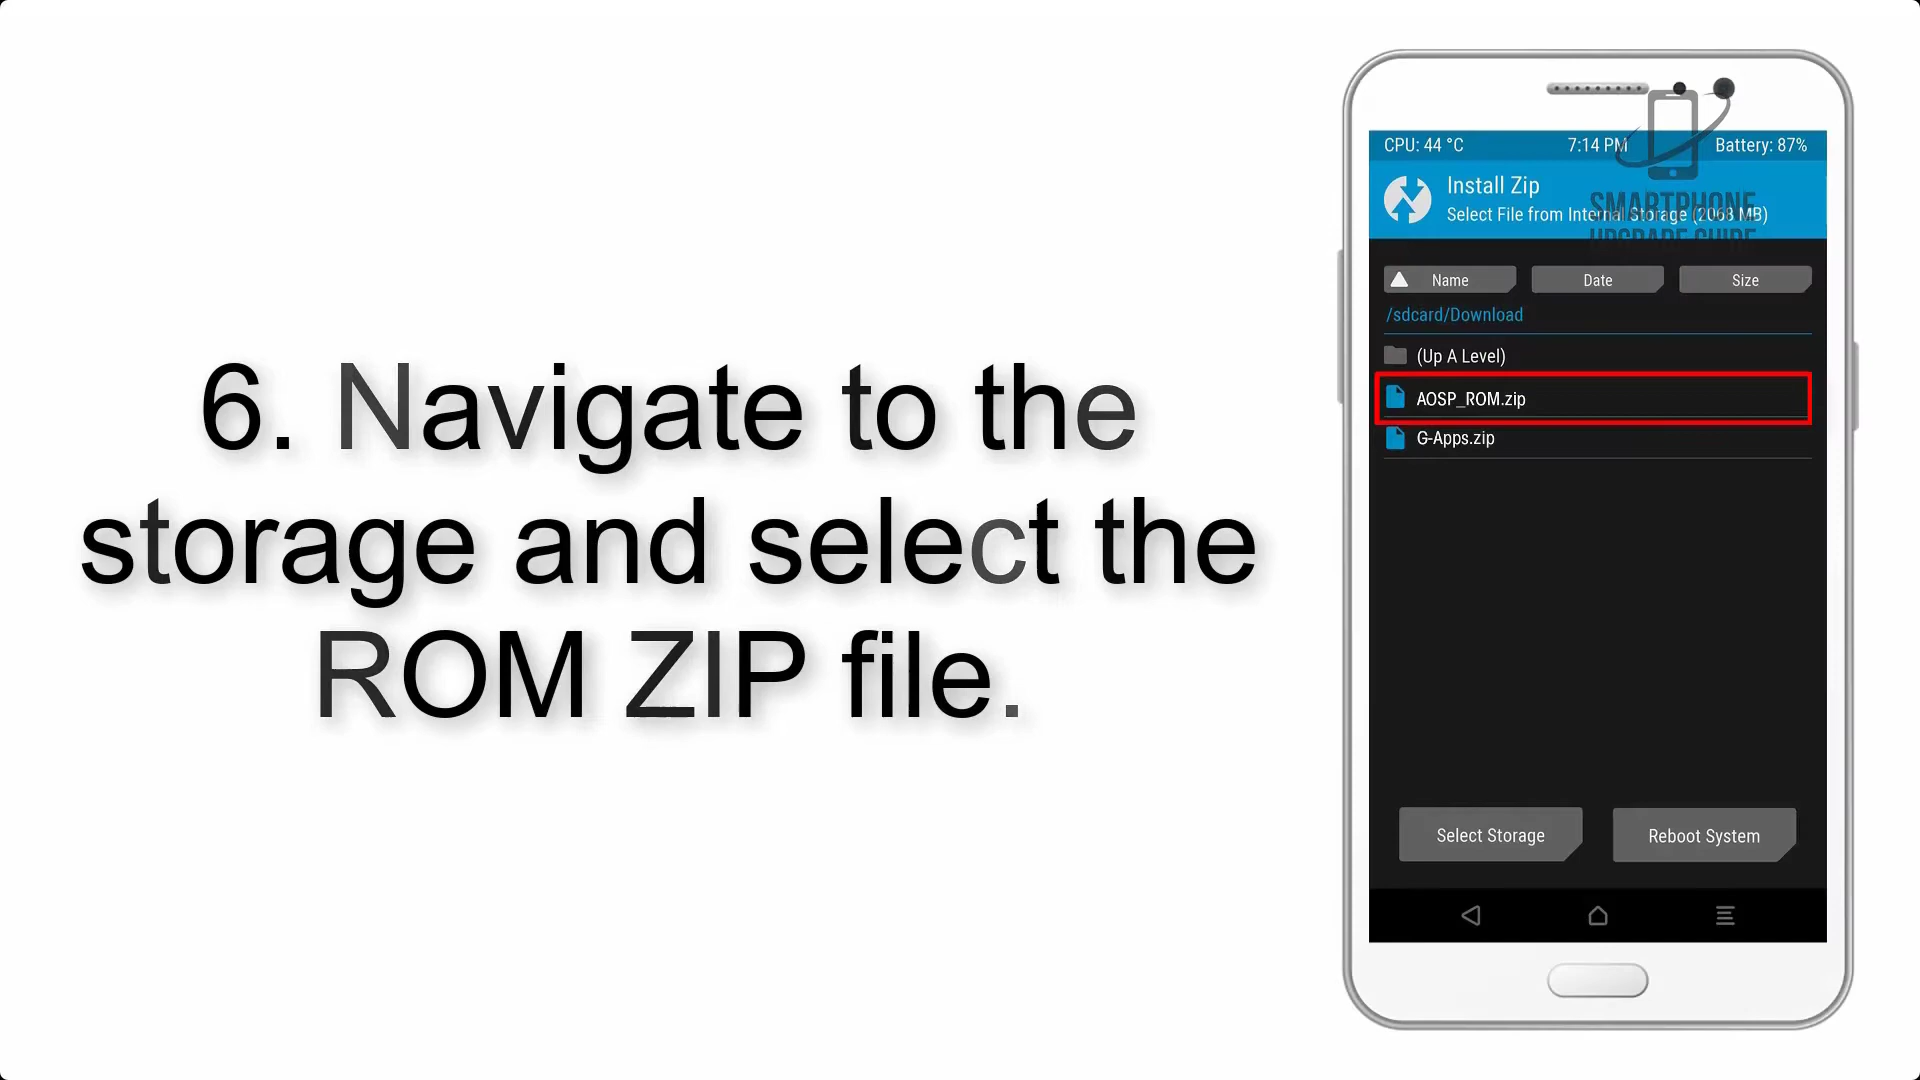 6. Navigate to the
storage and select the
ROM ZIP file.
CPU: 44 °C 7:14 PM Battery: 87%
Install Zip
Select File from Internal Storage (2068 MB)
SMARTPHONE
UPGRADE GUIDE
Name Date Size
/sdcard/Download
(Up A Level)
AOSP_ROM.zip
G-Apps.zip
Select Storage Reboot System